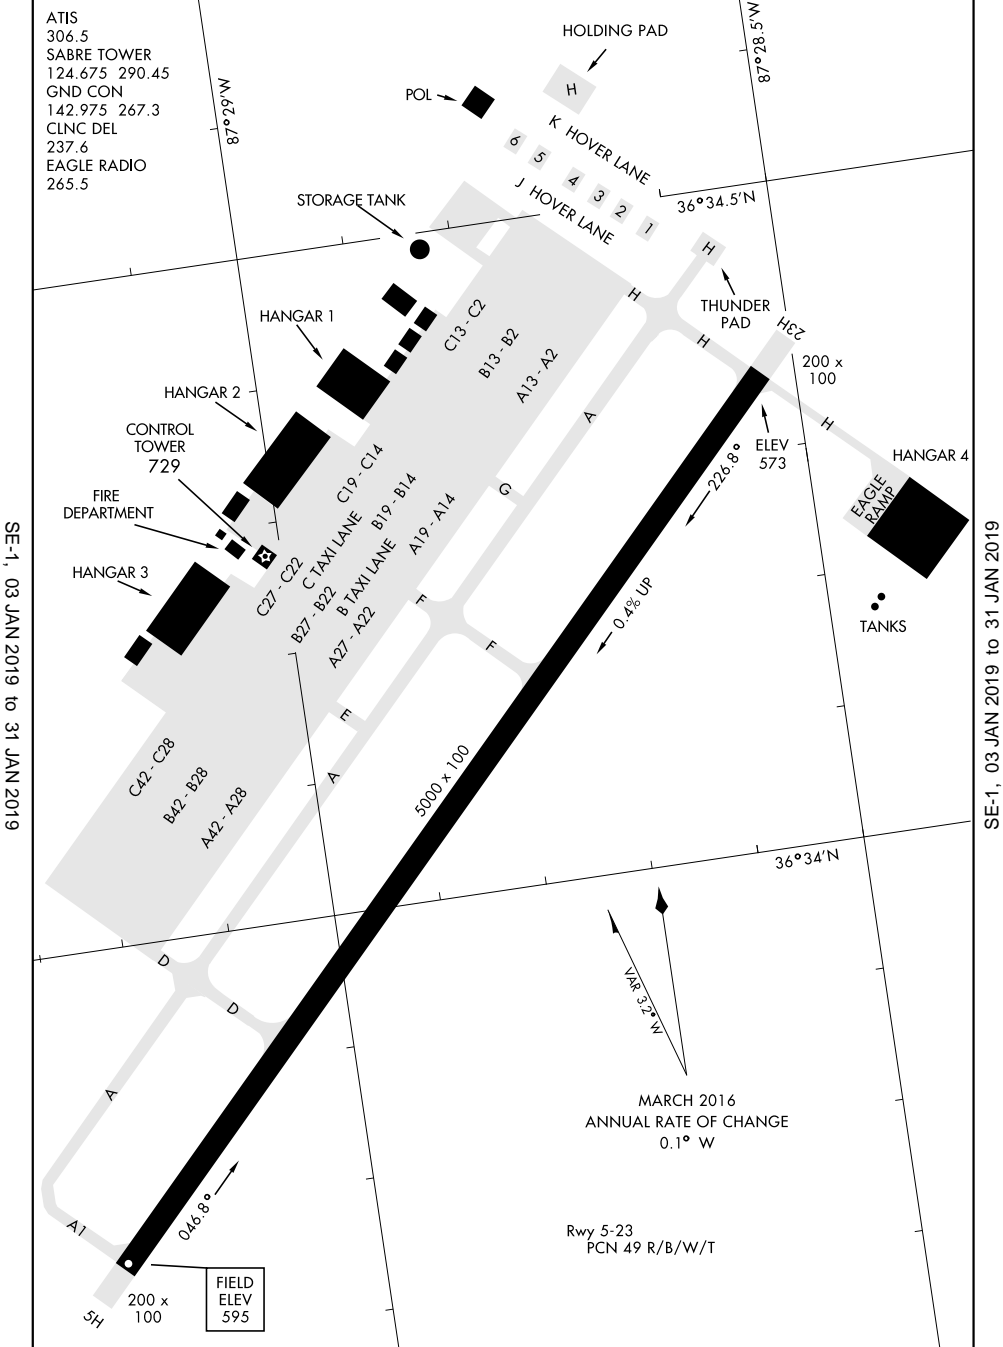 ATIS
306.5
SABRE TOWER
124.675 290.45
GND CON
142.975 267.3
CLNC DEL
237.6
EAGLE RADIO
265.5
87°29'W
87°28.5'W
HOLDING PAD
H
POL
K HOVER LANE
6
5
4
3
2
1
J HOVER LANE
36°34.5'N
STORAGE TANK
H
THUNDER
PAD
H
H
23H
200 x
100
HANGAR 1
C13 - C2
B13 - B2
A13 - A2
HANGAR 2
A
H
ELEV
573
226.8°
HANGAR 4
EAGLE
RAMP
CONTROL
TOWER
729
C19 - C14
B19 - B14
A19 - A14
G
FIRE
DEPARTMENT
C TAXI LANE
B TAXI LANE
HANGAR 3
C27 - C22
B27 - B22
A27 - A22
F
F
0.4% UP
TANKS
E
A
C42 - C28
B42 - B28
A42 - A28
5000 x 100
36°34'N
D
D
VAR 3.2° W
MARCH 2016
ANNUAL RATE OF CHANGE
0.1° W
A
A1
046.8°
Rwy 5-23
PCN 49 R/B/W/T
FIELD
ELEV
595
200 x
100
5H
SE-1, 03 JAN 2019 to 31 JAN 2019
SE-1, 03 JAN 2019 to 31 JAN 2019